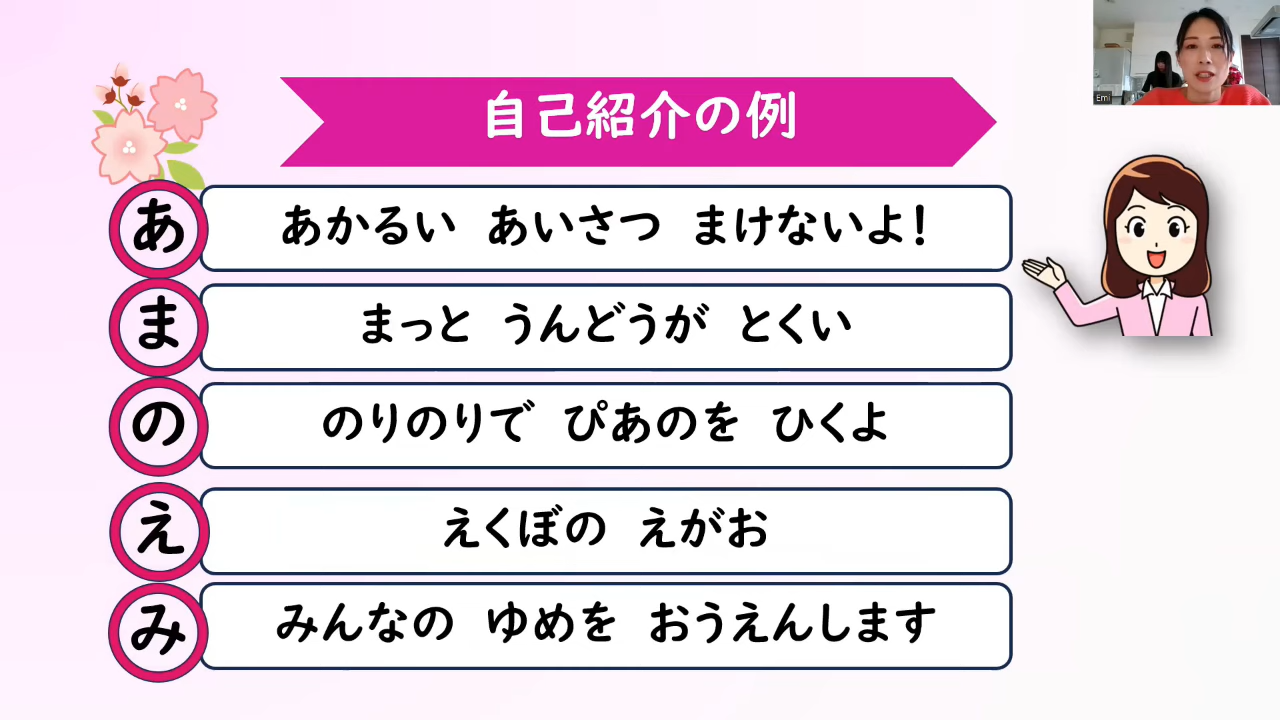 自己紹介の例
Emi
あ
あかるい あいさつ まけないよ!
ま
まっと うんどうが とくい
の
のりのりで ぴあのを ひくよ
え
えくぼの えがお
み
みんなの ゆめを おうえんします